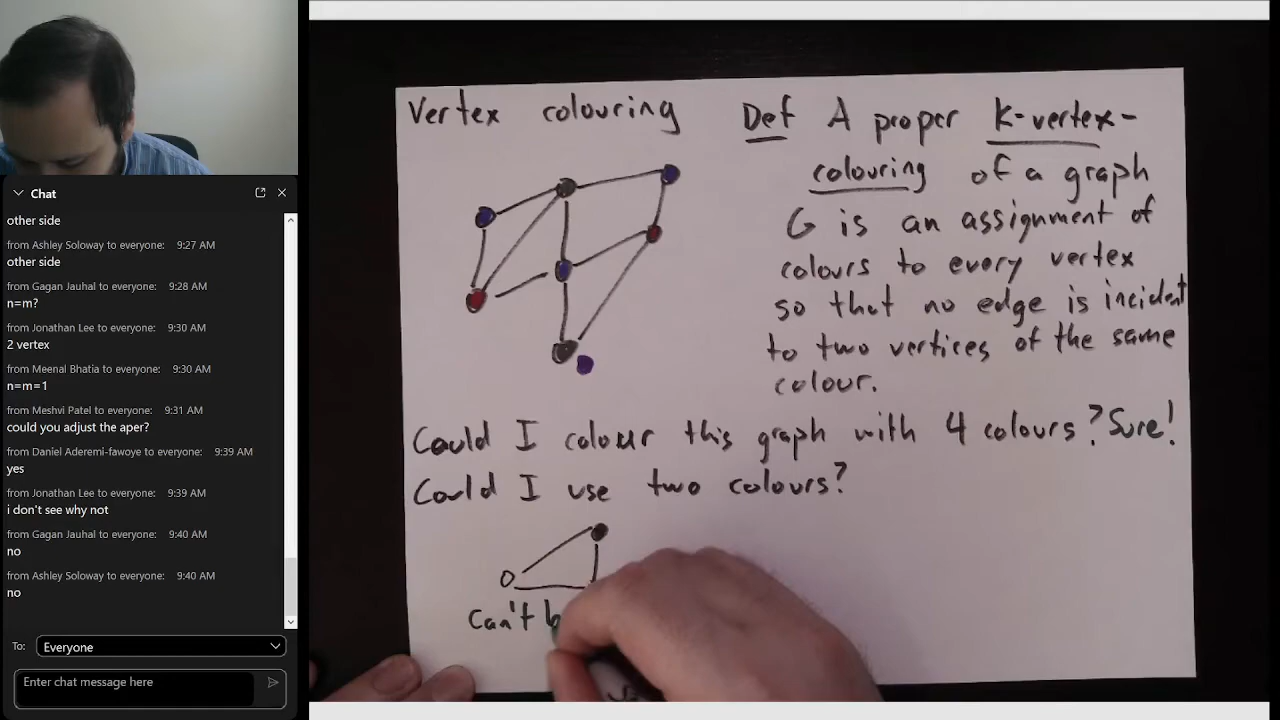 Chat
other side
from Ashley Soloway to everyone: 9:27 AM
other side
from Gagan Jauhal to everyone: 9:28 AM
n=m?
from Jonathan Lee to everyone: 9:30 AM
2 vertex
from Meenal Bhatia to everyone: 9:30 AM
n=m=1
from Meshvi Patel to everyone: 9:31 AM
could you adjust the aper?
from Daniel Aderemi-fawoye to everyone: 9:39 AM
yes
from Jonathan Lee to everyone: 9:39 AM
i don't see why not
from Gagan Jauhal to everyone: 9:40 AM
no
from Ashley Soloway to everyone: 9:40 AM
no
To: Everyone
Enter chat message here
Vertex colouring
Def A proper K-vertex-
colouring of a graph
G is an assignment of
colours to every vertex
so that no edge is incident
to two vertices of the same
colour.
Could I colour this graph with 4 colours? Sure!
Could I use two colours?
Can't b